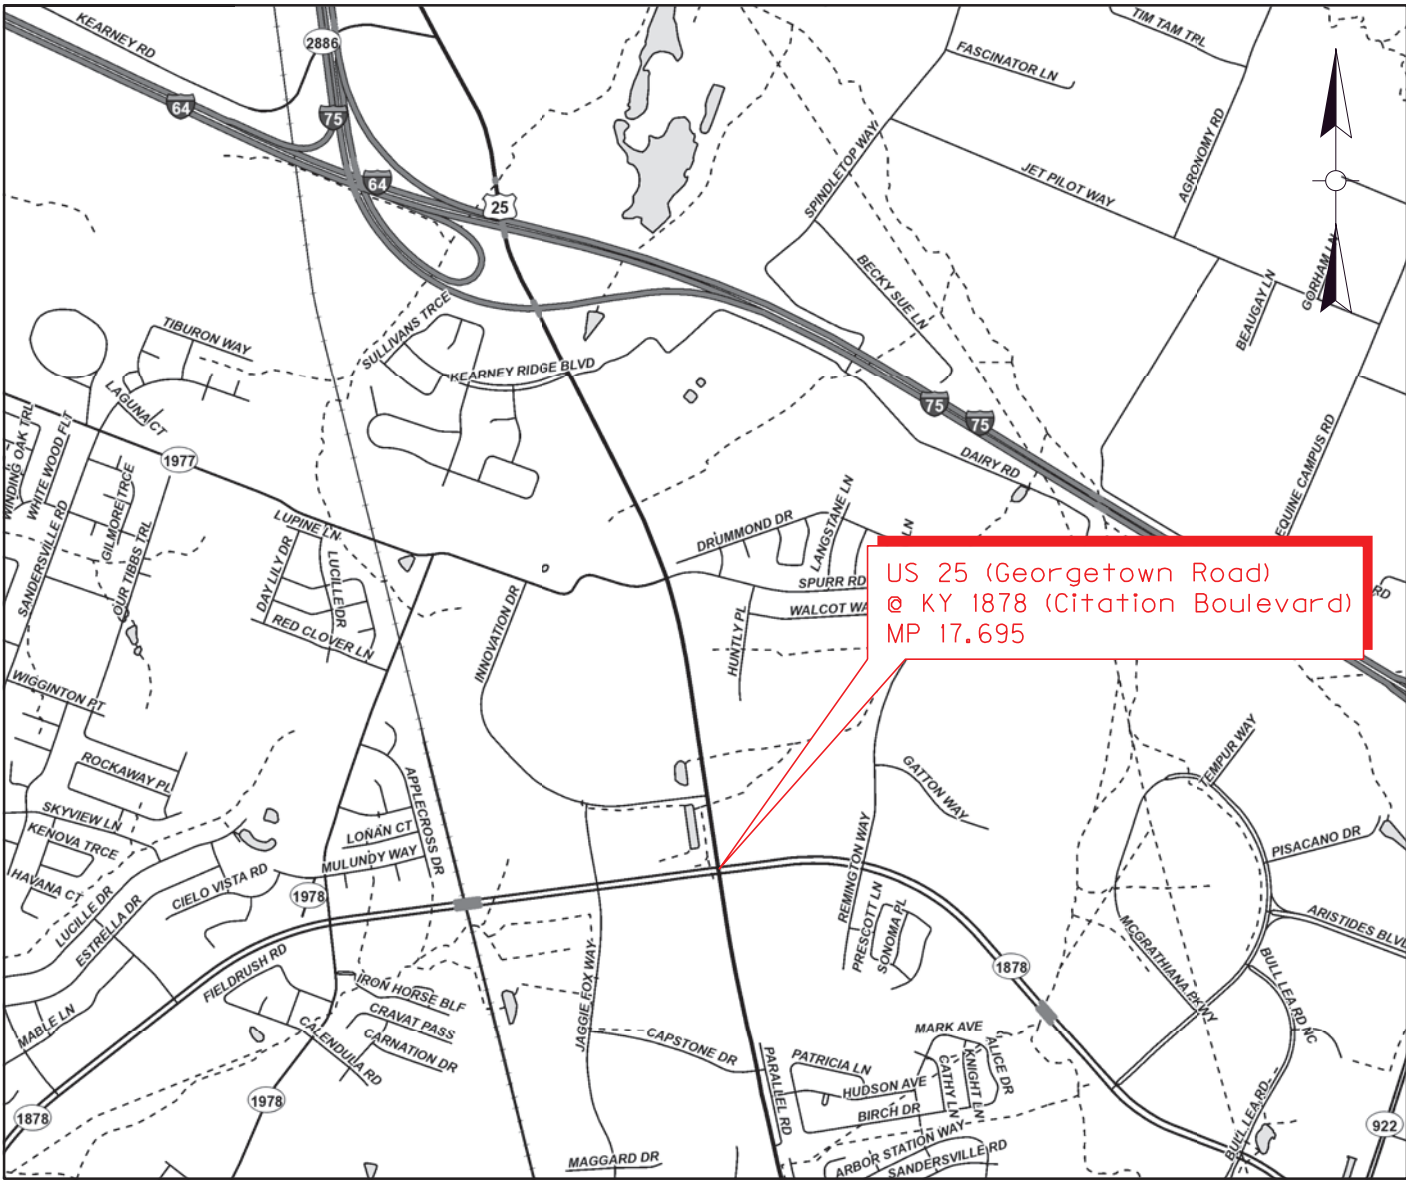 KEARNEY RD
2886
TIM TAM TRL
FASCINATOR LN
64
75
64
25
SPINDLETOP WAY
AGRONOMY RD
JET PILOT WAY
GORHAM LN
BECKY SUE LN
BEAUGAY LN
SULLIVANS TRCE
TIBURON WAY
KEARNEY RIDGE BLVD
LAGUNA CT
75
75
WINDING OAK TRL
WHITE WOOD FLT
1977
DAIRY RD
EQUINE CAMPUS RD
SANDERSVILLE RD
GILMORE TRCE
OUR TIBBS TRL
LUPINE LN
LANGSTANE LN
DRUMMOND DR
LN
DAY LILY DR
LUCILLE DR
SPURR RD
WALCOT WA
RD
US 25 (Georgetown Road)
@ KY 1878 (Citation Boulevard)
MP 17.695
RED CLOVER LN
INNOVATION DR
HUNTLY PL
WIGGINTON PT
TEMPUR WAY
ROCKAWAY PL
APPLECROSS DR
GATTON WAY
SKYVIEW LN
KENOVA TRCE
LONAN CT
MULUNDY WAY
PISACANO DR
HAVANA CT
CIELO VISTA RD
1978
REMINGTON WAY
LUCILLE DR
ESTRELLA DR
PRESCOTT LN
SONOMA PL
ARISTIDES BLVD
MCGRATHIANA PKWY
1878
FIELDRUSH RD
JAGGIE FOX WAY
BULL LEA RD NC
IRON HORSE BLF
MABLE LN
CRAVAT PASS
CALENDULA RD
CARNATION DR
CAPSTONE DR
PARALLEL RD
MARK AVE
PATRICIA LN
HUDSON AVE
CATHY LN
KNIGHT LN
ALICE DR
1978
1878
BIRCH DR
BULL LEA RD
922
ARBOR STATION WAY
SANDERSVILLE RD
MAGGARD DR